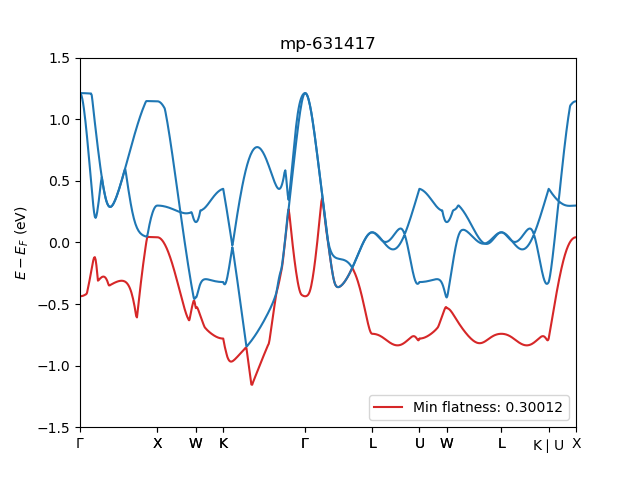 mp-631417
E − E_F (eV)
1.5
1.0
0.5
0.0
−0.5
−1.0
−1.5
Min flatness: 0.30012
Γ X W K Γ L U W L K | U X